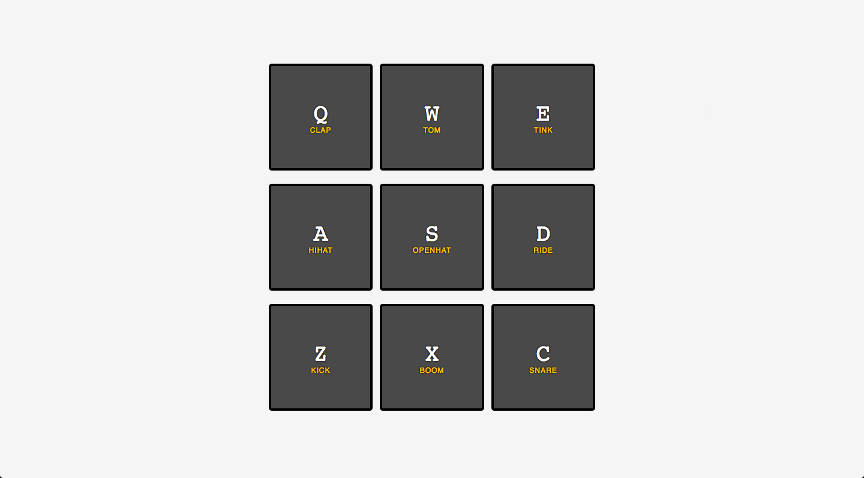 Q W E
CLAP TOM TINK
A S D
HIHAT OPENHAT RIDE
Z X C
KICK BOOM SNARE